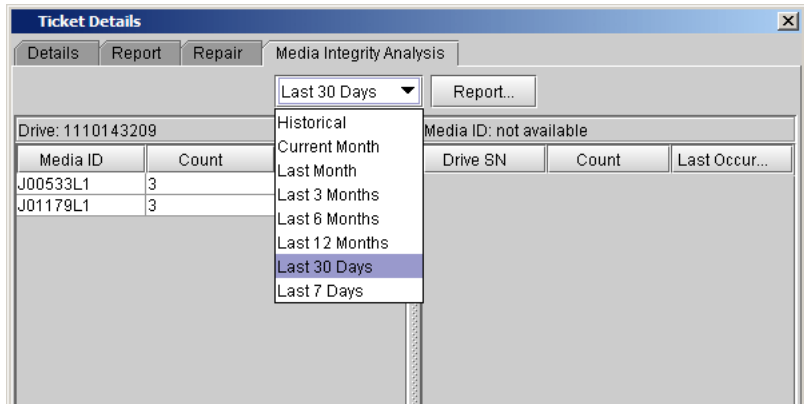 Ticket Details
Details Report Repair Media Integrity Analysis
Last 30 Days Report...
Drive: 1110143209 Media ID: not available
Media ID Count Drive SN Count Last Occur...
J00533L1 3
J01179L1 3
Historical
Current Month
Last Month
Last 3 Months
Last 6 Months
Last 12 Months
Last 30 Days
Last 7 Days